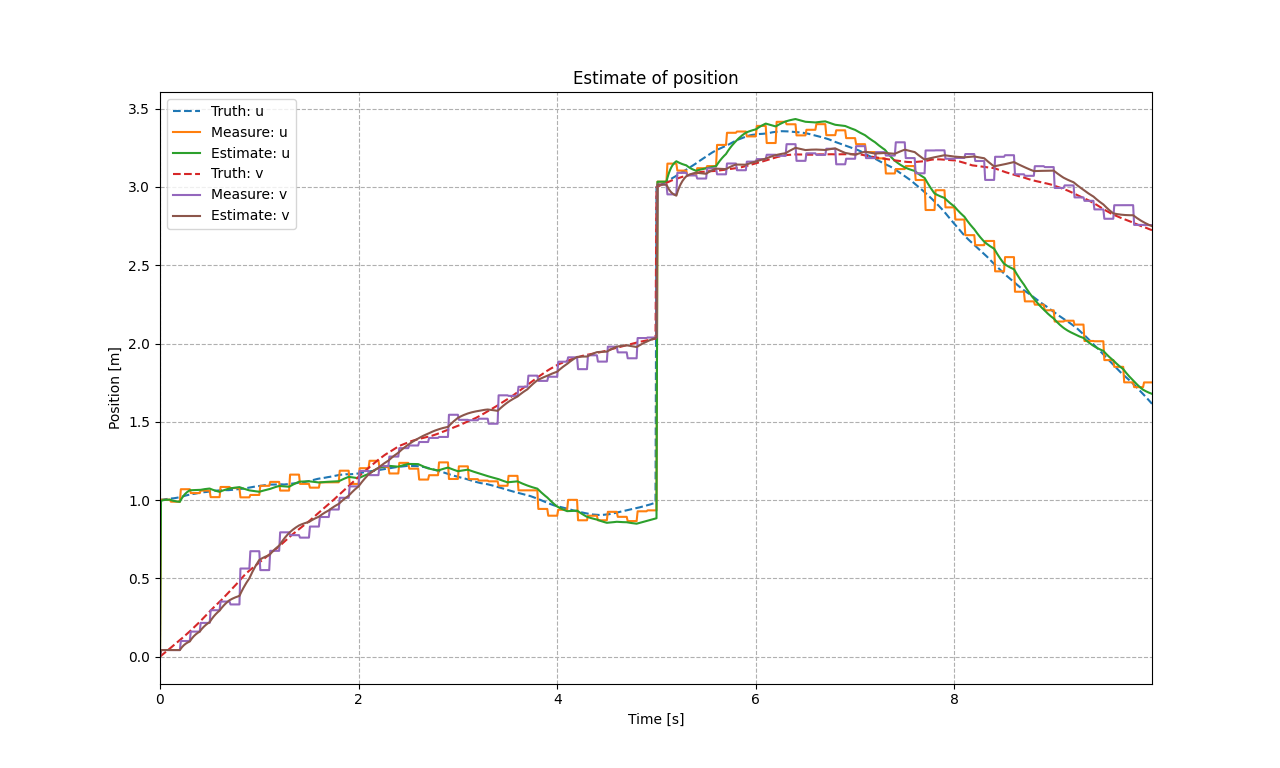 Estimate of position
Truth: u
Measure: u
Estimate: u
Truth: v
Measure: v
Estimate: v
3.5
3.0
2.5
2.0
1.5
1.0
0.5
0.0
Position [m]
0 2 4 6 8
Time [s]